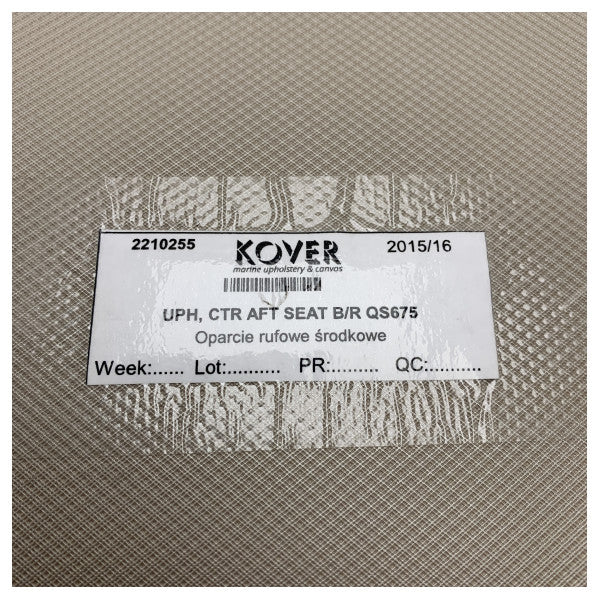 2210255 KOVER 2015/16
marine upholstery & canvas
UPH, CTR AFT SEAT B/R QS675
Oparcie rufowe środkowe
Week:...... Lot:.......... PR:......... QC:..........